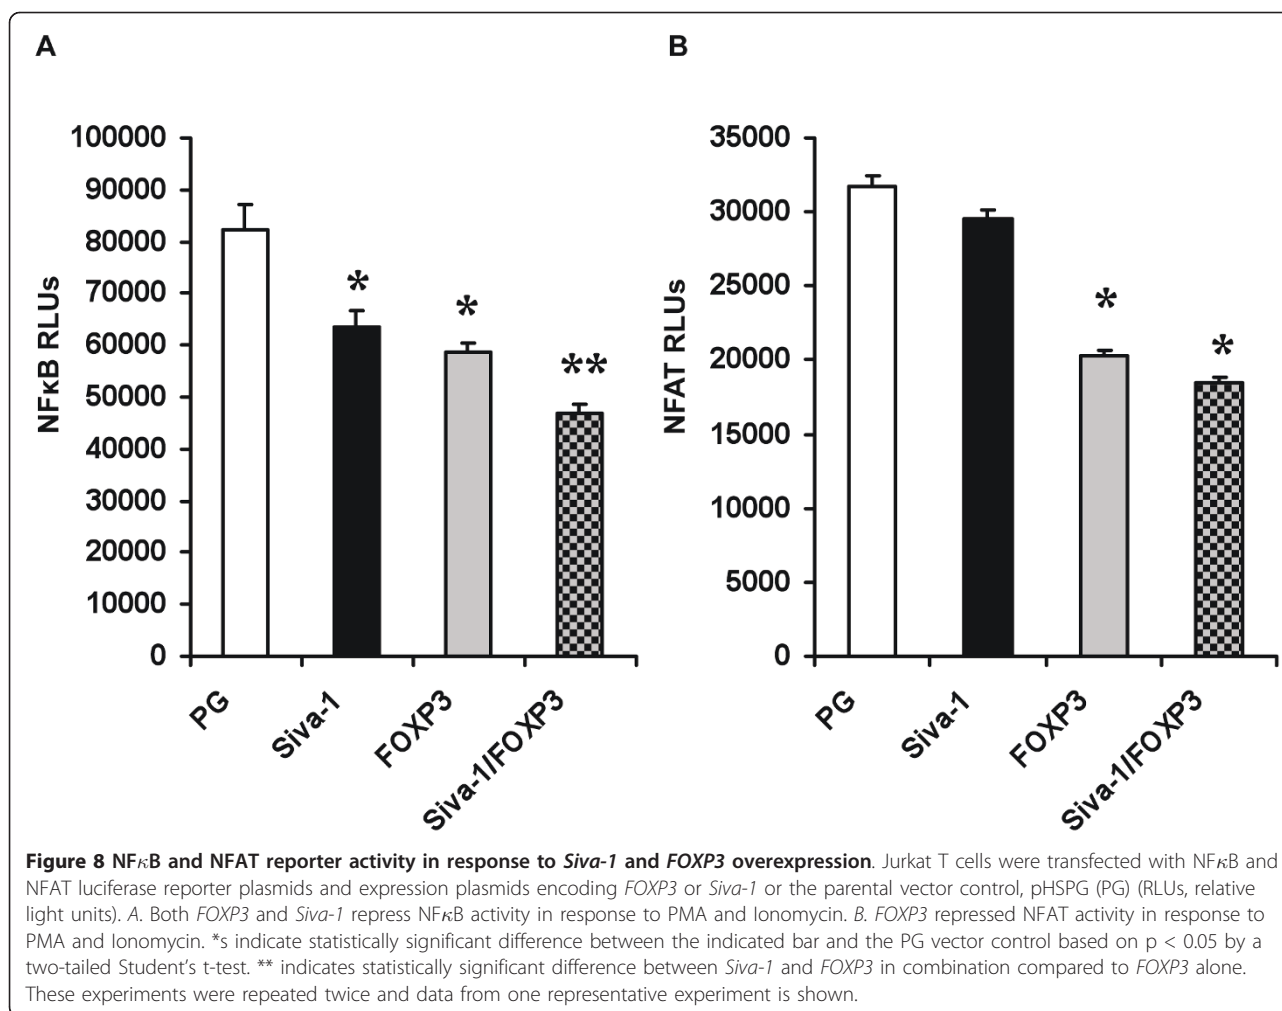 A
B
100000
90000
80000
70000
60000
50000
40000
30000
20000
10000
0
NFκB RLUs
*
*
**
PG
Siva-1
FOXP3
Siva-1/FOXP3
35000
30000
25000
20000
15000
10000
5000
0
NFAT RLUs
*
*
PG
Siva-1
FOXP3
Siva-1/FOXP3
Figure 8 NFκB and NFAT reporter activity in response to Siva-1 and FOXP3 overexpression. Jurkat T cells were transfected with NFκB and
NFAT luciferase reporter plasmids and expression plasmids encoding FOXP3 or Siva-1 or the parental vector control, pHSPG (PG) (RLUs, relative
light units). A. Both FOXP3 and Siva-1 repress NFκB activity in response to PMA and Ionomycin. B. FOXP3 repressed NFAT activity in response to
PMA and Ionomycin. *s indicate statistically significant difference between the indicated bar and the PG vector control based on p < 0.05 by a
two-tailed Student's t-test. ** indicates statistically significant difference between Siva-1 and FOXP3 in combination compared to FOXP3 alone.
These experiments were repeated twice and data from one representative experiment is shown.